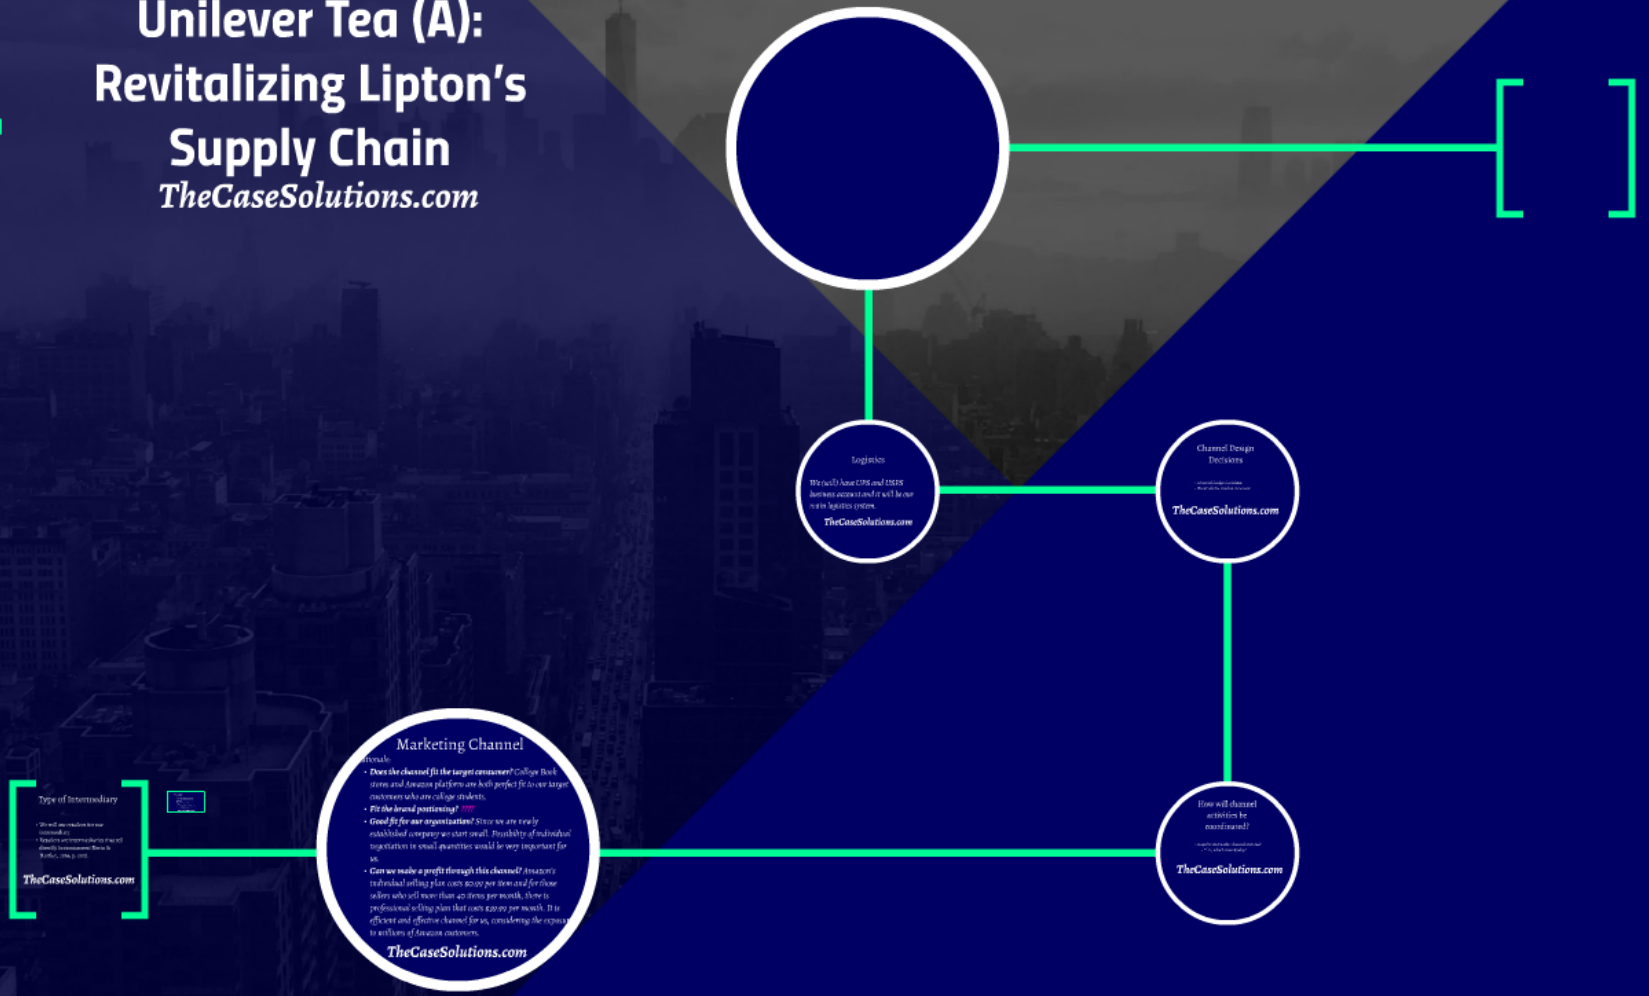 Unilever Tea (A):
Revitalizing Lipton's
Supply Chain
TheCaseSolutions.com
Logistics
We (will) have UPS and USPS
business account and it will be our
main logistics system.
TheCaseSolutions.com
Channel Design
Decisions
TheCaseSolutions.com
Marketing Channel
• Does the channel fit the target consumer? College Book
stores and Amazon platform are both perfect fit to our target
customers who are college students.
• Fit the brand postioning? ????
• Good fit for our organization? Since we are newly
established company we start small. Possibility of individual
negotiation in small quantities would be very important for
us.
• Can we make a profit through this channel? Amazon's
individual selling plan costs $0.99 per item and for those
sellers who sell more than 40 items per month, there is
professional selling plan that costs $39.99 per month. It is
efficient and effective channel for us, considering the
to millions of Amazon customers.
TheCaseSolutions.com
Type of Intermediary
• We will use retailers for our
intermediary
TheCaseSolutions.com
How will channel
activities be
coordinated?
TheCaseSolutions.com